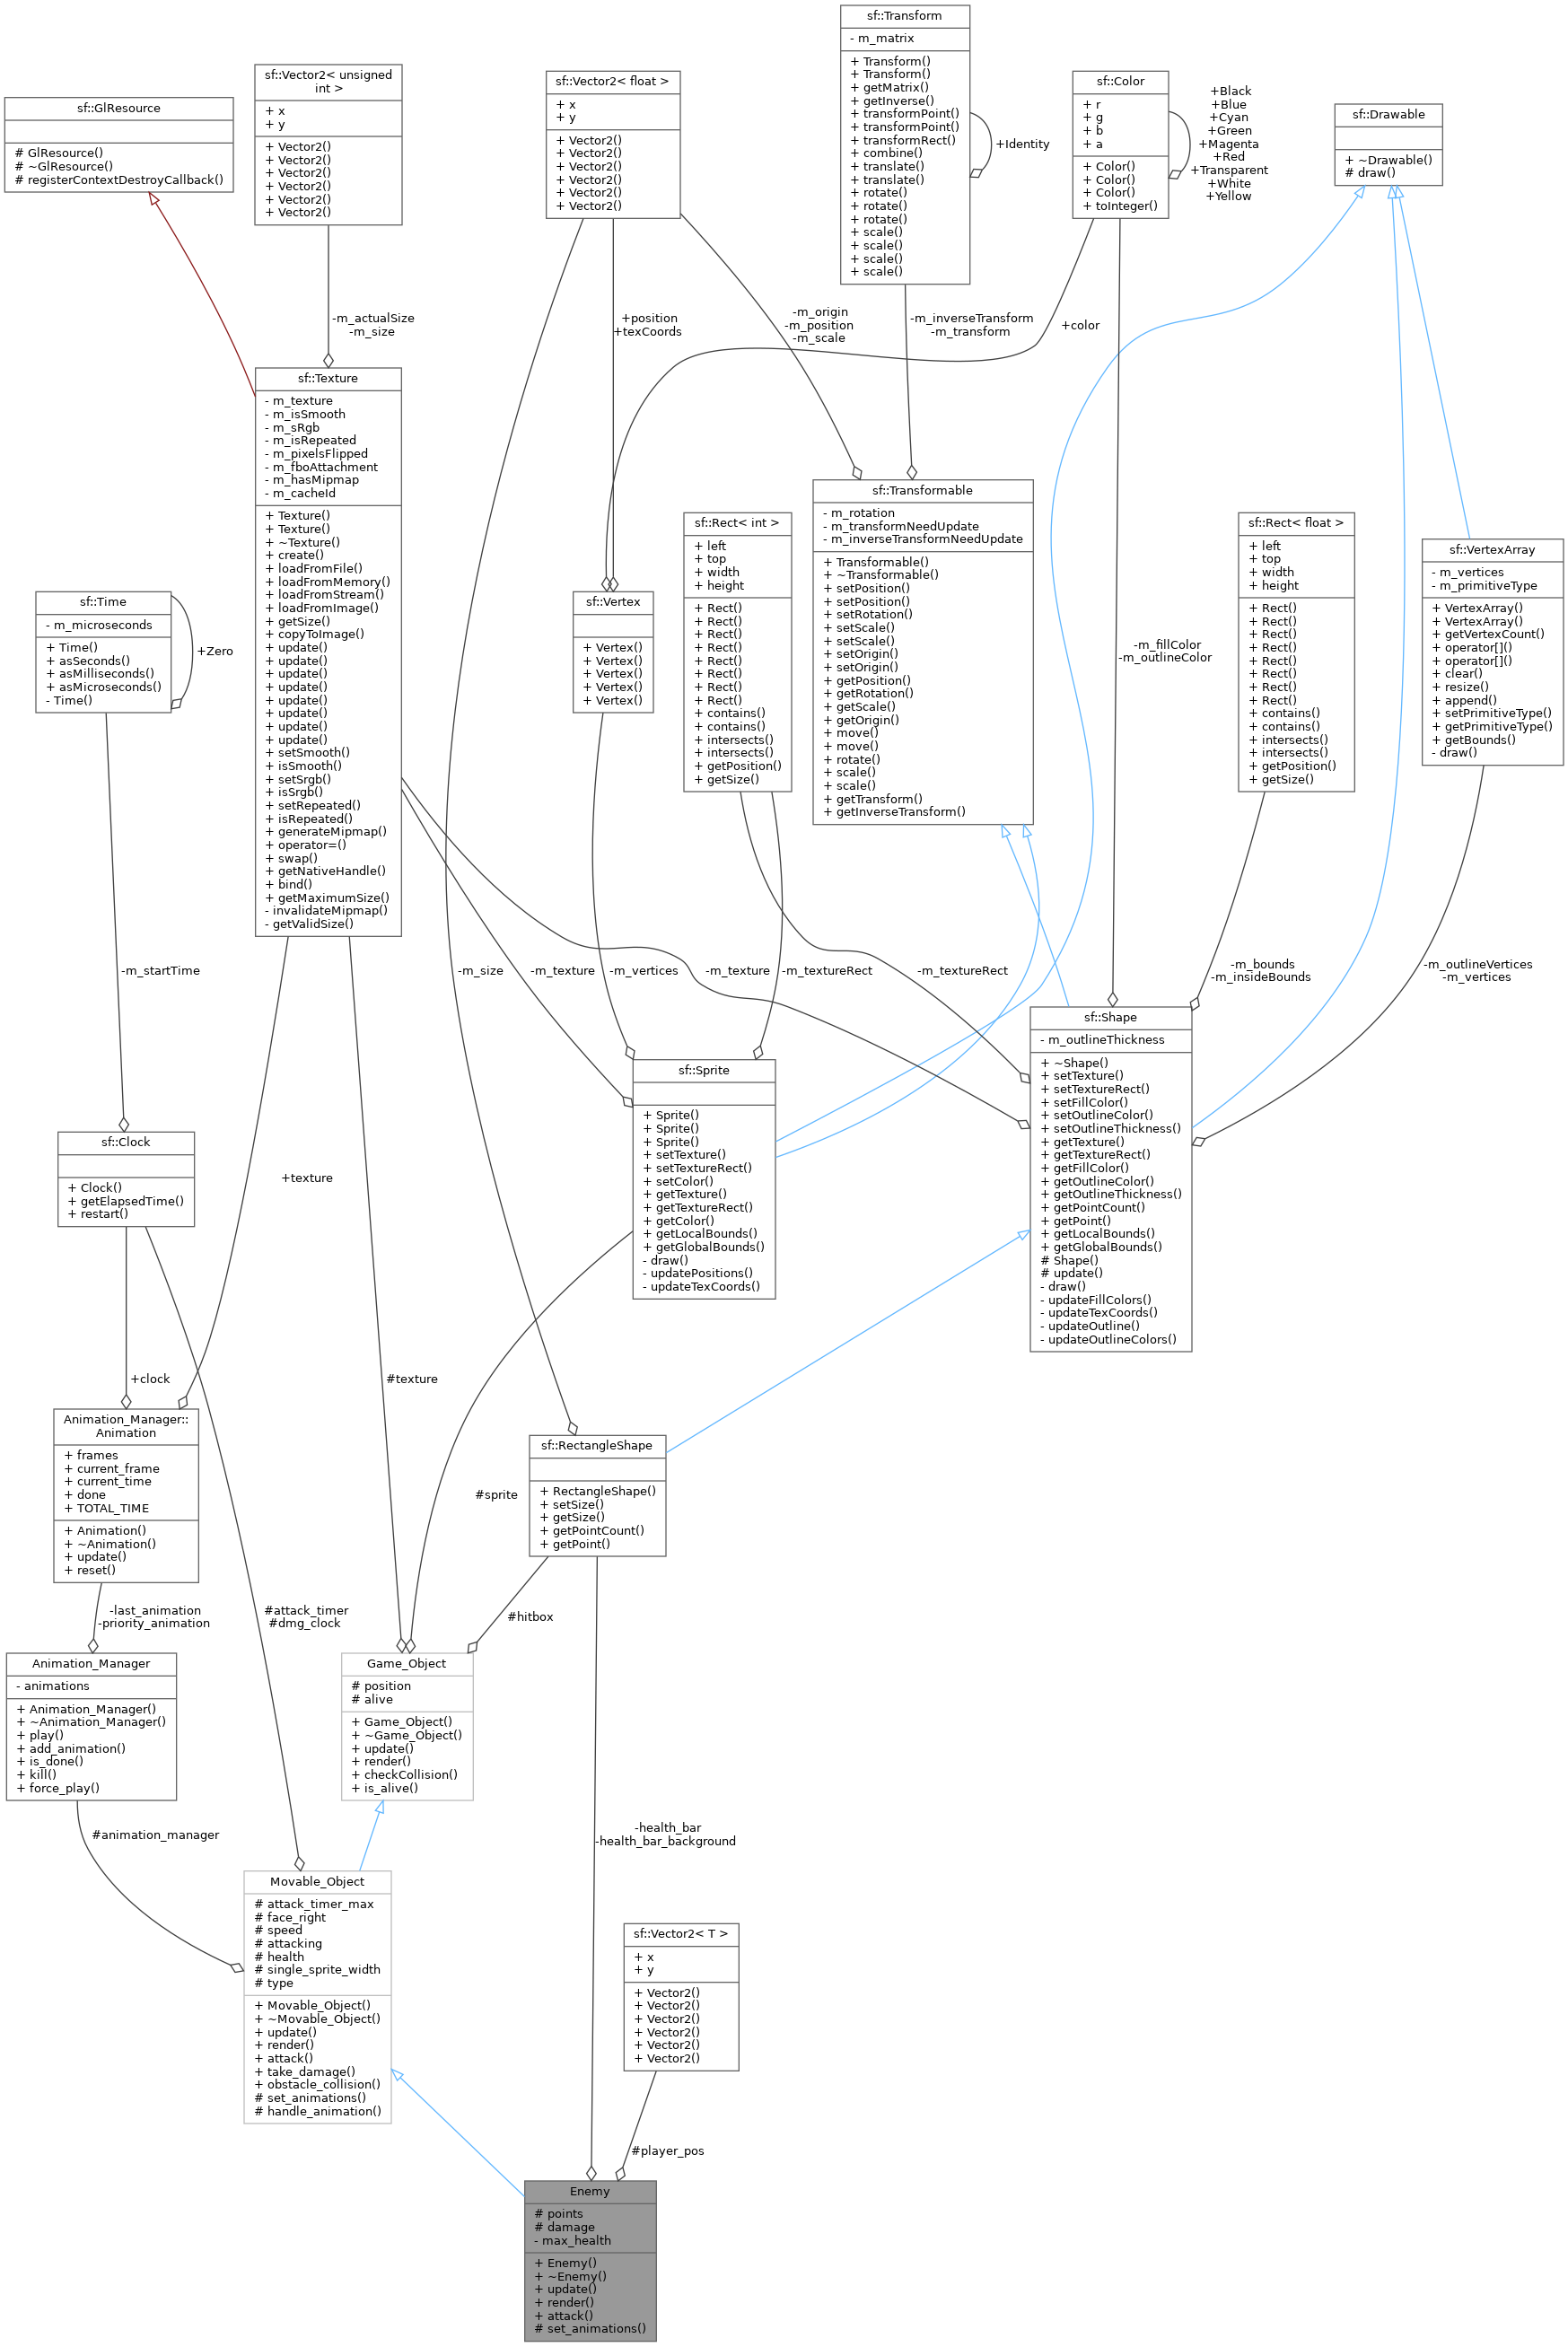 sf::Transform
- m_matrix
+ Transform()
+ Transform()
+ getMatrix()
+ getInverse()
+ transformPoint()
+ transformPoint()
+ transformRect()
+ combine()
+ translate()
+ translate()
+ rotate()
+ rotate()
+ rotate()
+ scale()
+ scale()
+ scale()
+ scale()
+Identity
sf::Vector2< unsigned
int >
+ x
+ y
+ Vector2()
+ Vector2()
+ Vector2()
+ Vector2()
+ Vector2()
+ Vector2()
sf::Vector2< float >
+ x
+ y
+ Vector2()
+ Vector2()
+ Vector2()
+ Vector2()
+ Vector2()
+ Vector2()
sf::Color
+ r
+ g
+ b
+ a
+ Color()
+ Color()
+ Color()
+ toInteger()
+Black
+Blue
+Cyan
+Green
+Magenta
+Red
+Transparent
+White
+Yellow
sf::GlResource
# GlResource()
# ~GlResource()
# registerContextDestroyCallback()
sf::Drawable
+ ~Drawable()
# draw()
-m_actualSize
-m_size
+position
+texCoords
-m_origin
-m_position
-m_scale
-m_inverseTransform
-m_transform
+color
sf::Texture
- m_texture
- m_isSmooth
- m_sRgb
- m_isRepeated
- m_pixelsFlipped
- m_fboAttachment
- m_hasMipmap
- m_cacheId
+ Texture()
+ Texture()
+ ~Texture()
+ create()
+ loadFromFile()
+ loadFromMemory()
+ loadFromStream()
+ loadFromImage()
+ getSize()
+ copyToImage()
+ update()
+ update()
+ update()
+ update()
+ update()
+ update()
+ update()
+ update()
+ setSmooth()
+ isSmooth()
+ setSrgb()
+ isSrgb()
+ setRepeated()
+ isRepeated()
+ generateMipmap()
+ operator=()
+ swap()
+ getNativeHandle()
+ bind()
+ getMaximumSize()
- invalidateMipmap()
- getValidSize()
sf::Transformable
- m_rotation
- m_transformNeedUpdate
- m_inverseTransformNeedUpdate
+ Transformable()
+ ~Transformable()
+ setPosition()
+ setPosition()
+ setRotation()
+ setScale()
+ setScale()
+ setOrigin()
+ setOrigin()
+ getPosition()
+ getRotation()
+ getScale()
+ getOrigin()
+ move()
+ move()
+ rotate()
+ scale()
+ scale()
+ getTransform()
+ getInverseTransform()
sf::Rect< int >
+ left
+ top
+ width
+ height
+ Rect()
+ Rect()
+ Rect()
+ Rect()
+ Rect()
+ Rect()
+ Rect()
+ Rect()
+ contains()
+ contains()
+ intersects()
+ intersects()
+ getPosition()
+ getSize()
sf::Rect< float >
+ left
+ top
+ width
+ height
+ Rect()
+ Rect()
+ Rect()
+ Rect()
+ Rect()
+ Rect()
+ Rect()
+ Rect()
+ contains()
+ contains()
+ intersects()
+ intersects()
+ getPosition()
+ getSize()
sf::VertexArray
- m_vertices
- m_primitiveType
+ VertexArray()
+ VertexArray()
+ getVertexCount()
+ operator[]()
+ operator[]()
+ clear()
+ resize()
+ append()
+ setPrimitiveType()
+ getPrimitiveType()
+ getBounds()
- draw()
sf::Time
- m_microseconds
+ Time()
+ asSeconds()
+ asMilliseconds()
+ asMicroseconds()
- Time()
+Zero
sf::Vertex
+ Vertex()
+ Vertex()
+ Vertex()
+ Vertex()
+ Vertex()
-m_fillColor
-m_outlineColor
-m_startTime
-m_size
-m_texture
-m_vertices
-m_texture
-m_textureRect
-m_textureRect
-m_bounds
-m_insideBounds
-m_outlineVertices
-m_vertices
sf::Shape
- m_outlineThickness
+ ~Shape()
+ setTexture()
+ setTextureRect()
+ setFillColor()
+ setOutlineColor()
+ setOutlineThickness()
+ getTexture()
+ getTextureRect()
+ getFillColor()
+ getOutlineColor()
+ getOutlineThickness()
+ getPointCount()
+ getPoint()
+ getLocalBounds()
+ getGlobalBounds()
# Shape()
# update()
- draw()
- updateFillColors()
- updateTexCoords()
- updateOutline()
- updateOutlineColors()
sf::Sprite
+ Sprite()
+ Sprite()
+ Sprite()
+ setTexture()
+ setTextureRect()
+ setColor()
+ getTexture()
+ getTextureRect()
+ getColor()
+ getLocalBounds()
+ getGlobalBounds()
- draw()
- updatePositions()
- updateTexCoords()
sf::Clock
+ Clock()
+ getElapsedTime()
+ restart()
+texture
+clock
#texture
Animation_Manager::
Animation
+ frames
+ current_frame
+ current_time
+ done
+ TOTAL_TIME
+ Animation()
+ ~Animation()
+ update()
+ reset()
#sprite
sf::RectangleShape
+ RectangleShape()
+ setSize()
+ getSize()
+ getPointCount()
+ getPoint()
-last_animation
-priority_animation
#attack_timer
#dmg_clock
#hitbox
Animation_Manager
- animations
+ Animation_Manager()
+ ~Animation_Manager()
+ play()
+ add_animation()
+ is_done()
+ kill()
+ force_play()
Game_Object
# position
# alive
+ Game_Object()
+ ~Game_Object()
+ update()
+ render()
+ checkCollision()
+ is_alive()
#animation_manager
-health_bar
-health_bar_background
Movable_Object
# attack_timer_max
# face_right
# speed
# attacking
# health
# single_sprite_width
# type
+ Movable_Object()
+ ~Movable_Object()
+ update()
+ render()
+ attack()
+ take_damage()
+ obstacle_collision()
# set_animations()
# handle_animation()
sf::Vector2< T >
+ x
+ y
+ Vector2()
+ Vector2()
+ Vector2()
+ Vector2()
+ Vector2()
+ Vector2()
#player_pos
Enemy
# points
# damage
- max_health
+ Enemy()
+ ~Enemy()
+ update()
+ render()
+ attack()
# set_animations()